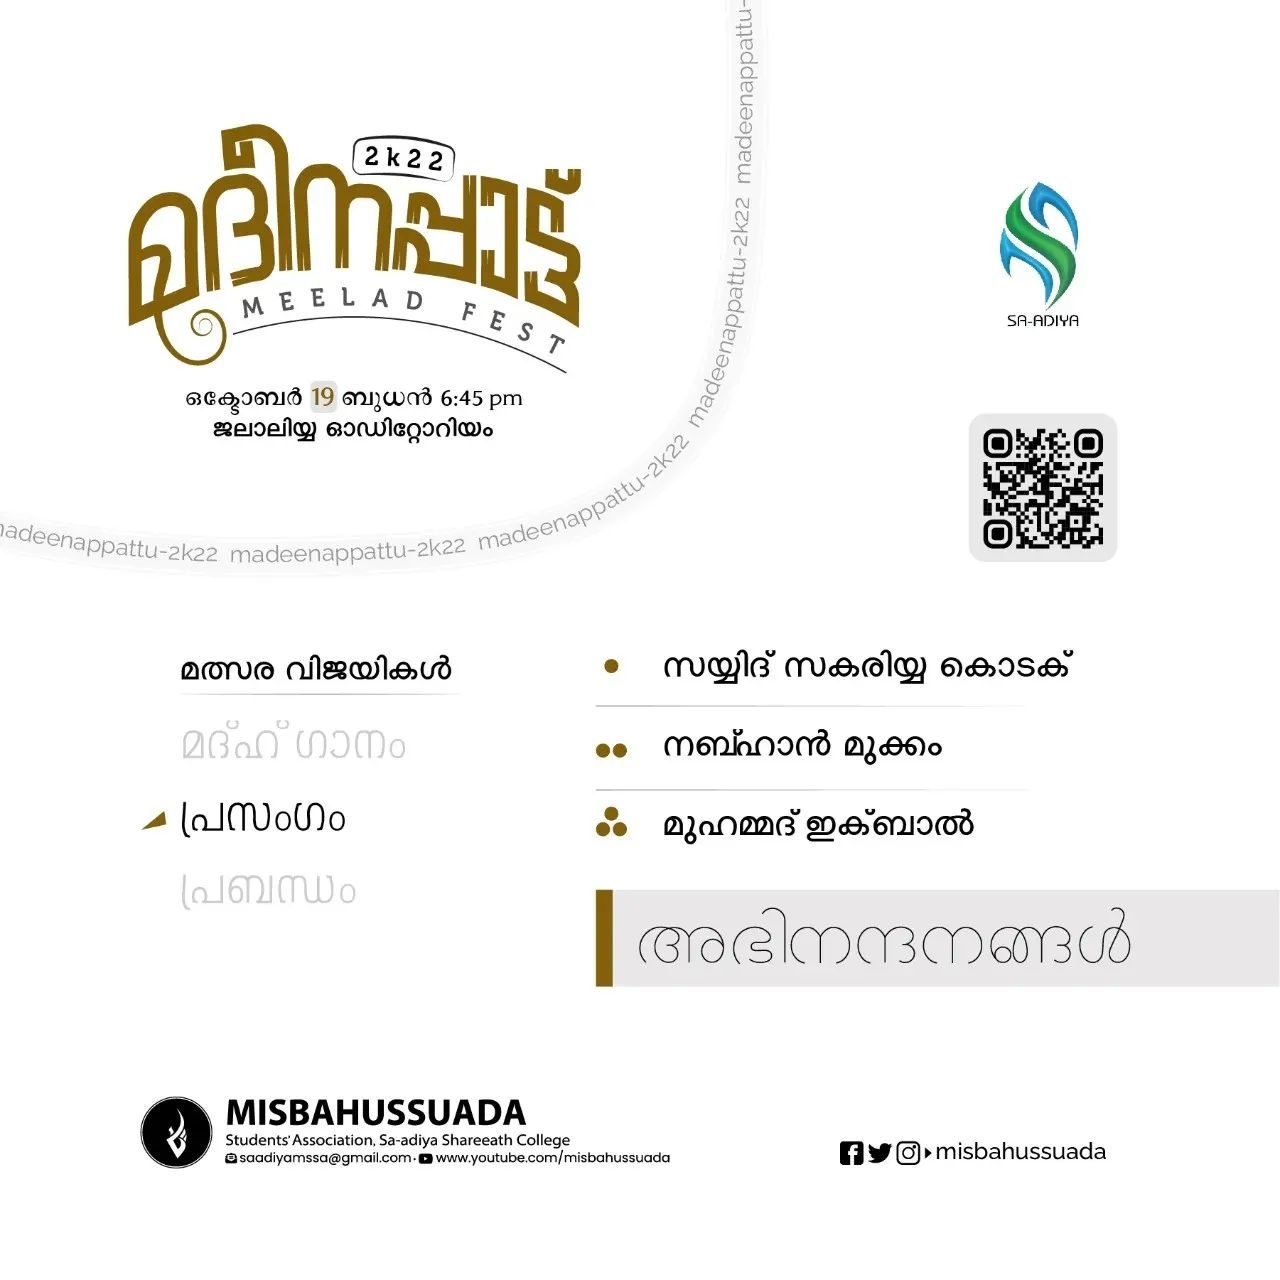 2k22
മദീനപ്പാട്ട്
MEELAD FEST
ഒക്ടോബർ 19 ബുധൻ 6:45 pm
ജലാലിയ്യ ഓഡിറ്റോറിയം
madeenappattu-2k22 madeenappattu-2k22 madeenappattu-2k22 madeenappattu-2k22 madeenappattu-
SA-ADIYA
മത്സര വിജയികൾ
മദ്ഹ് ഗാനം
പ്രസംഗം
പ്രബന്ധം
സയ്യിദ് സകരിയ്യ കൊടക്
നബ്ഹാൻ മുക്കം
മുഹമ്മദ് ഇക്ബാൽ
അഭിനന്ദനങ്ങൾ
MISBAHUSSUADA
Students' Association, Sa-adiya Shareeath College
saadiyamssa@gmail.com · www.youtube.com/misbahussuada
misbahussuada